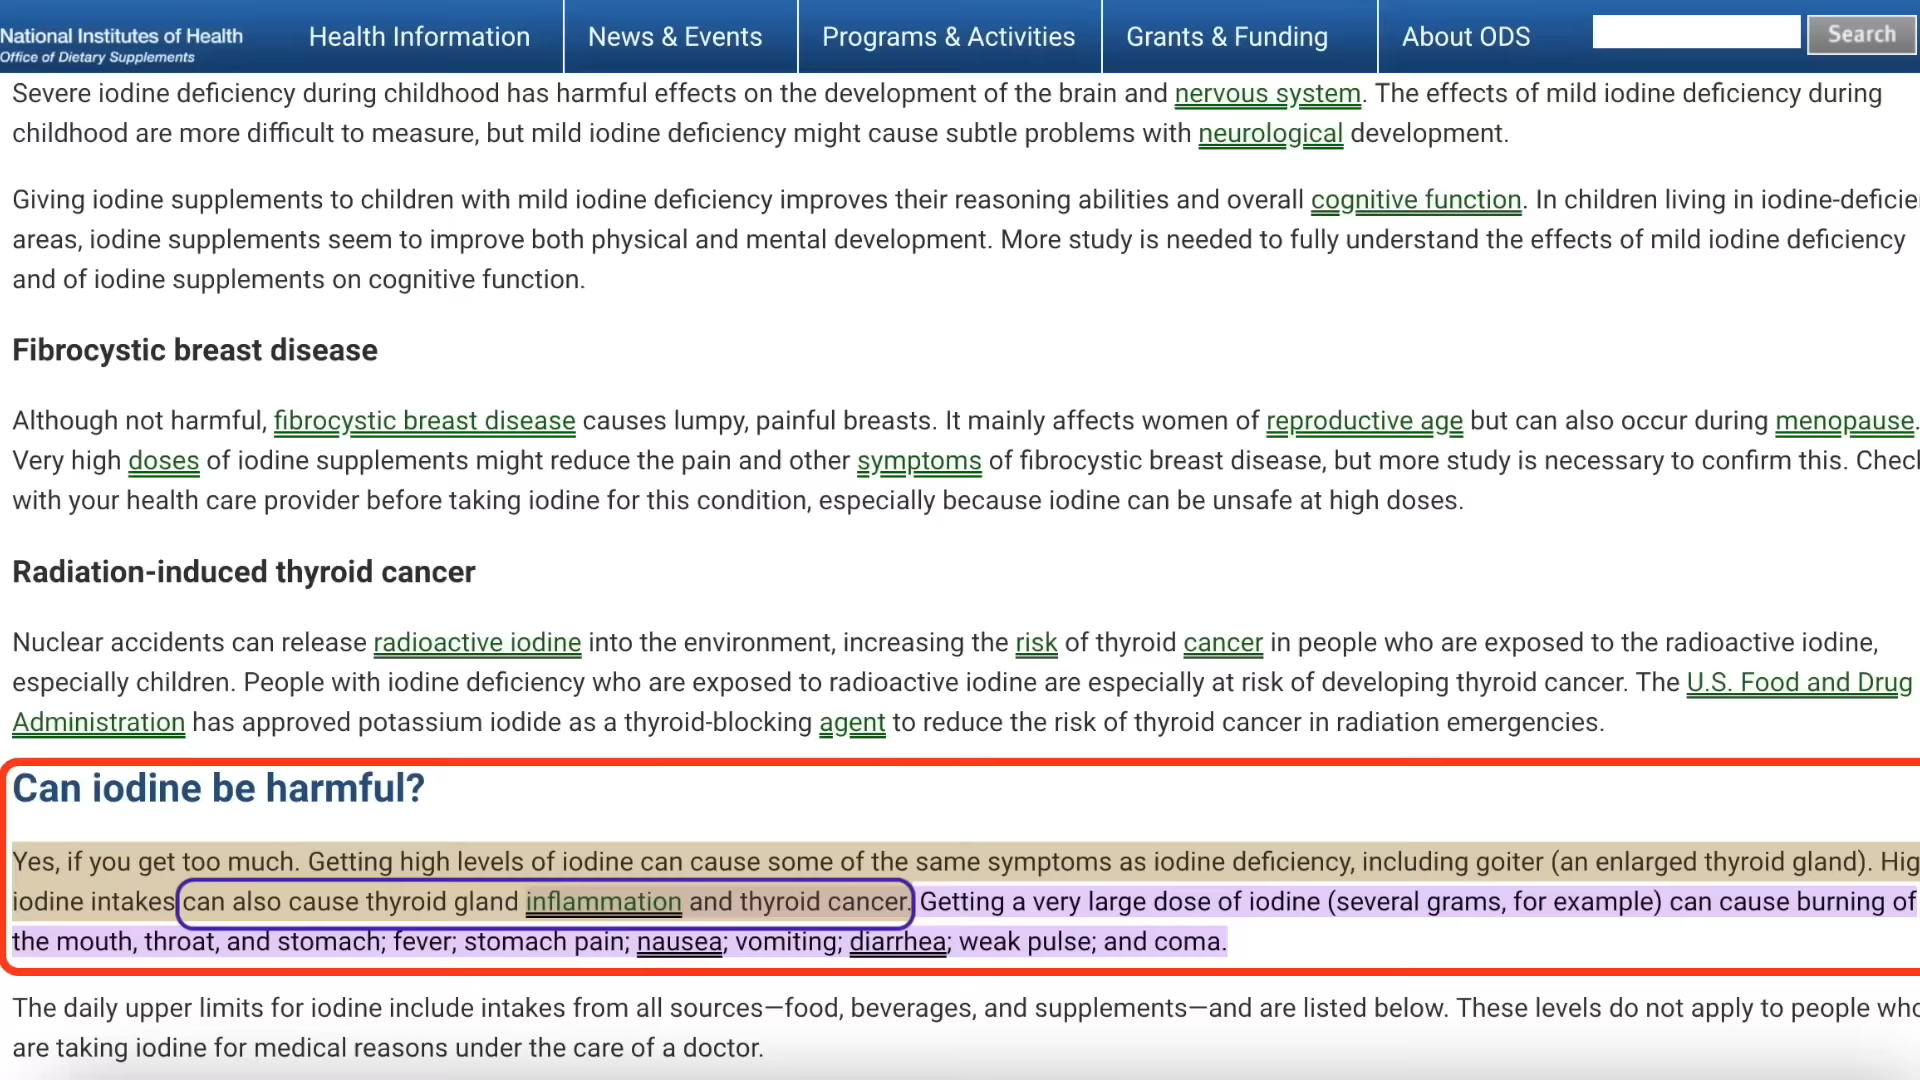 National Institutes of Health
Office of Dietary Supplements
Health Information
News & Events
Programs & Activities
Grants & Funding
About ODS
Search
Severe iodine deficiency during childhood has harmful effects on the development of the brain and nervous system. The effects of mild iodine deficiency during
childhood are more difficult to measure, but mild iodine deficiency might cause subtle problems with neurological development.
Giving iodine supplements to children with mild iodine deficiency improves their reasoning abilities and overall cognitive function. In children living in iodine-deficie
areas, iodine supplements seem to improve both physical and mental development. More study is needed to fully understand the effects of mild iodine deficiency
and of iodine supplements on cognitive function.
Fibrocystic breast disease
Although not harmful, fibrocystic breast disease causes lumpy, painful breasts. It mainly affects women of reproductive age but can also occur during menopause.
Very high doses of iodine supplements might reduce the pain and other symptoms of fibrocystic breast disease, but more study is necessary to confirm this. Check
with your health care provider before taking iodine for this condition, especially because iodine can be unsafe at high doses.
Radiation-induced thyroid cancer
Nuclear accidents can release radioactive iodine into the environment, increasing the risk of thyroid cancer in people who are exposed to the radioactive iodine,
especially children. People with iodine deficiency who are exposed to radioactive iodine are especially at risk of developing thyroid cancer. The U.S. Food and Drug
Administration has approved potassium iodide as a thyroid-blocking agent to reduce the risk of thyroid cancer in radiation emergencies.
Can iodine be harmful?
Yes, if you get too much. Getting high levels of iodine can cause some of the same symptoms as iodine deficiency, including goiter (an enlarged thyroid gland). Hig
iodine intakes can also cause thyroid gland inflammation and thyroid cancer. Getting a very large dose of iodine (several grams, for example) can cause burning of
the mouth, throat, and stomach; fever; stomach pain; nausea; vomiting; diarrhea; weak pulse; and coma.
The daily upper limits for iodine include intakes from all sources—food, beverages, and supplements—and are listed below. These levels do not apply to people who
are taking iodine for medical reasons under the care of a doctor.